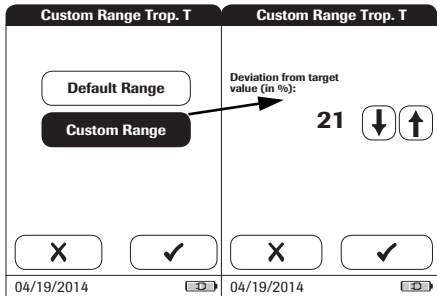 Custom Range Trop. T
Default Range
Custom Range
04/19/2014
Custom Range Trop. T
Deviation from target
value (in %):
21
04/19/2014